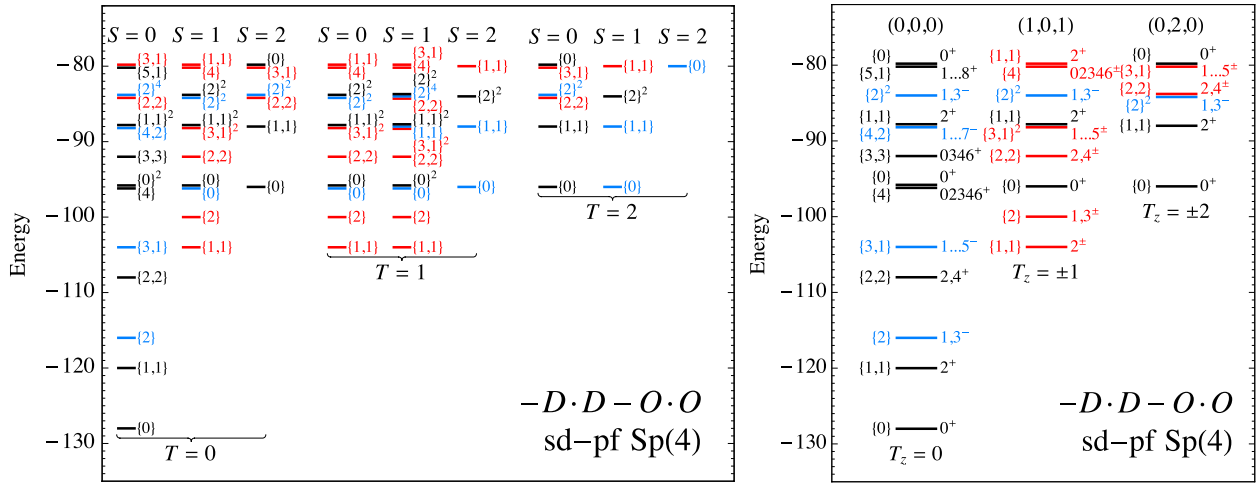 S = 0 S = 1 S = 2 S = 0 S = 1 S = 2 S = 0 S = 1 S = 2
{3,1} {1,1} {0} {1,1} {3,1} {0}
{5,1} {4} {3,1} {4} {4} {1,1} {3,1} {1,1} {0}
{2}⁴ {2}² {2}² {2}² {2}² {2}²
{2,2} {2}² {2,2} {2}² {2}⁴ {2}² {2,2} {2}²
{2,2}
{1,1}² {1,1}² {1,1}² {1,1}²
{4,2} {3,1}² {1,1} {3,1}² {1,1} {1,1} {1,1} {1,1}
{3,1}²
{3,3} {2,2} {2,2} {2,2}
{0}² {0} {0} {0}²
{4} {0} {0} {0} {0} {0} {0} {0}
{2} {2} {2}
{3,1} {1,1} {1,1} {1,1}
{2,2}
{2}
{1,1}
{0}
T = 0
T = 1
T = 2
Energy
−80
−90
−100
−110
−120
−130
−D·D−O·O
sd−pf Sp(4)
(0,0,0) (1,0,1) (0,2,0)
{0} 0⁺ {1,1} 2⁺ {0} 0⁺
{5,1} 1...8⁺ {4} 02346± {3,1} 1...5±
{2}² 1,3⁻ {2}² 1,3⁻ {2,2} 2,4±
{2}² 1,3⁻
{1,1} 2⁺ {1,1} 2⁺ {1,1} 2⁺
{4,2} 1...7⁻ {3,1}² 1...5±
{3,3} 0346⁺ {2,2} 2,4±
{0} 0⁺ {0} 0⁺ {0} 0⁺
{4} 02346⁺
{2} 1,3±
{3,1} 1...5⁻ {1,1} 2±
{2,2} 2,4⁺
{2} 1,3⁻
{1,1} 2⁺
{0} 0⁺
T_z = 0
T_z = ±1
T_z = ±2
Energy
−80
−90
−100
−110
−120
−130
−D·D−O·O
sd−pf Sp(4)